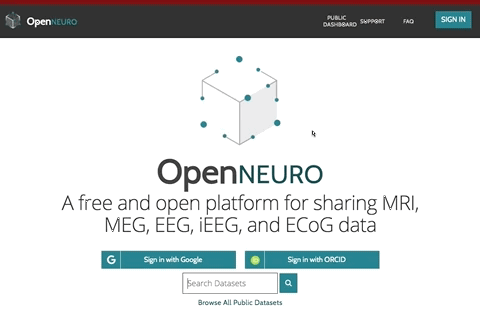 OpenNEURO
PUBLIC
DASHBOARD
SUPPORT
FAQ
SIGN IN
OpenNEURO
A free and open platform for sharing MRI,
MEG, EEG, iEEG, and ECoG data
G Sign in with Google
iD Sign in with ORCID
Search Datasets
Browse All Public Datasets